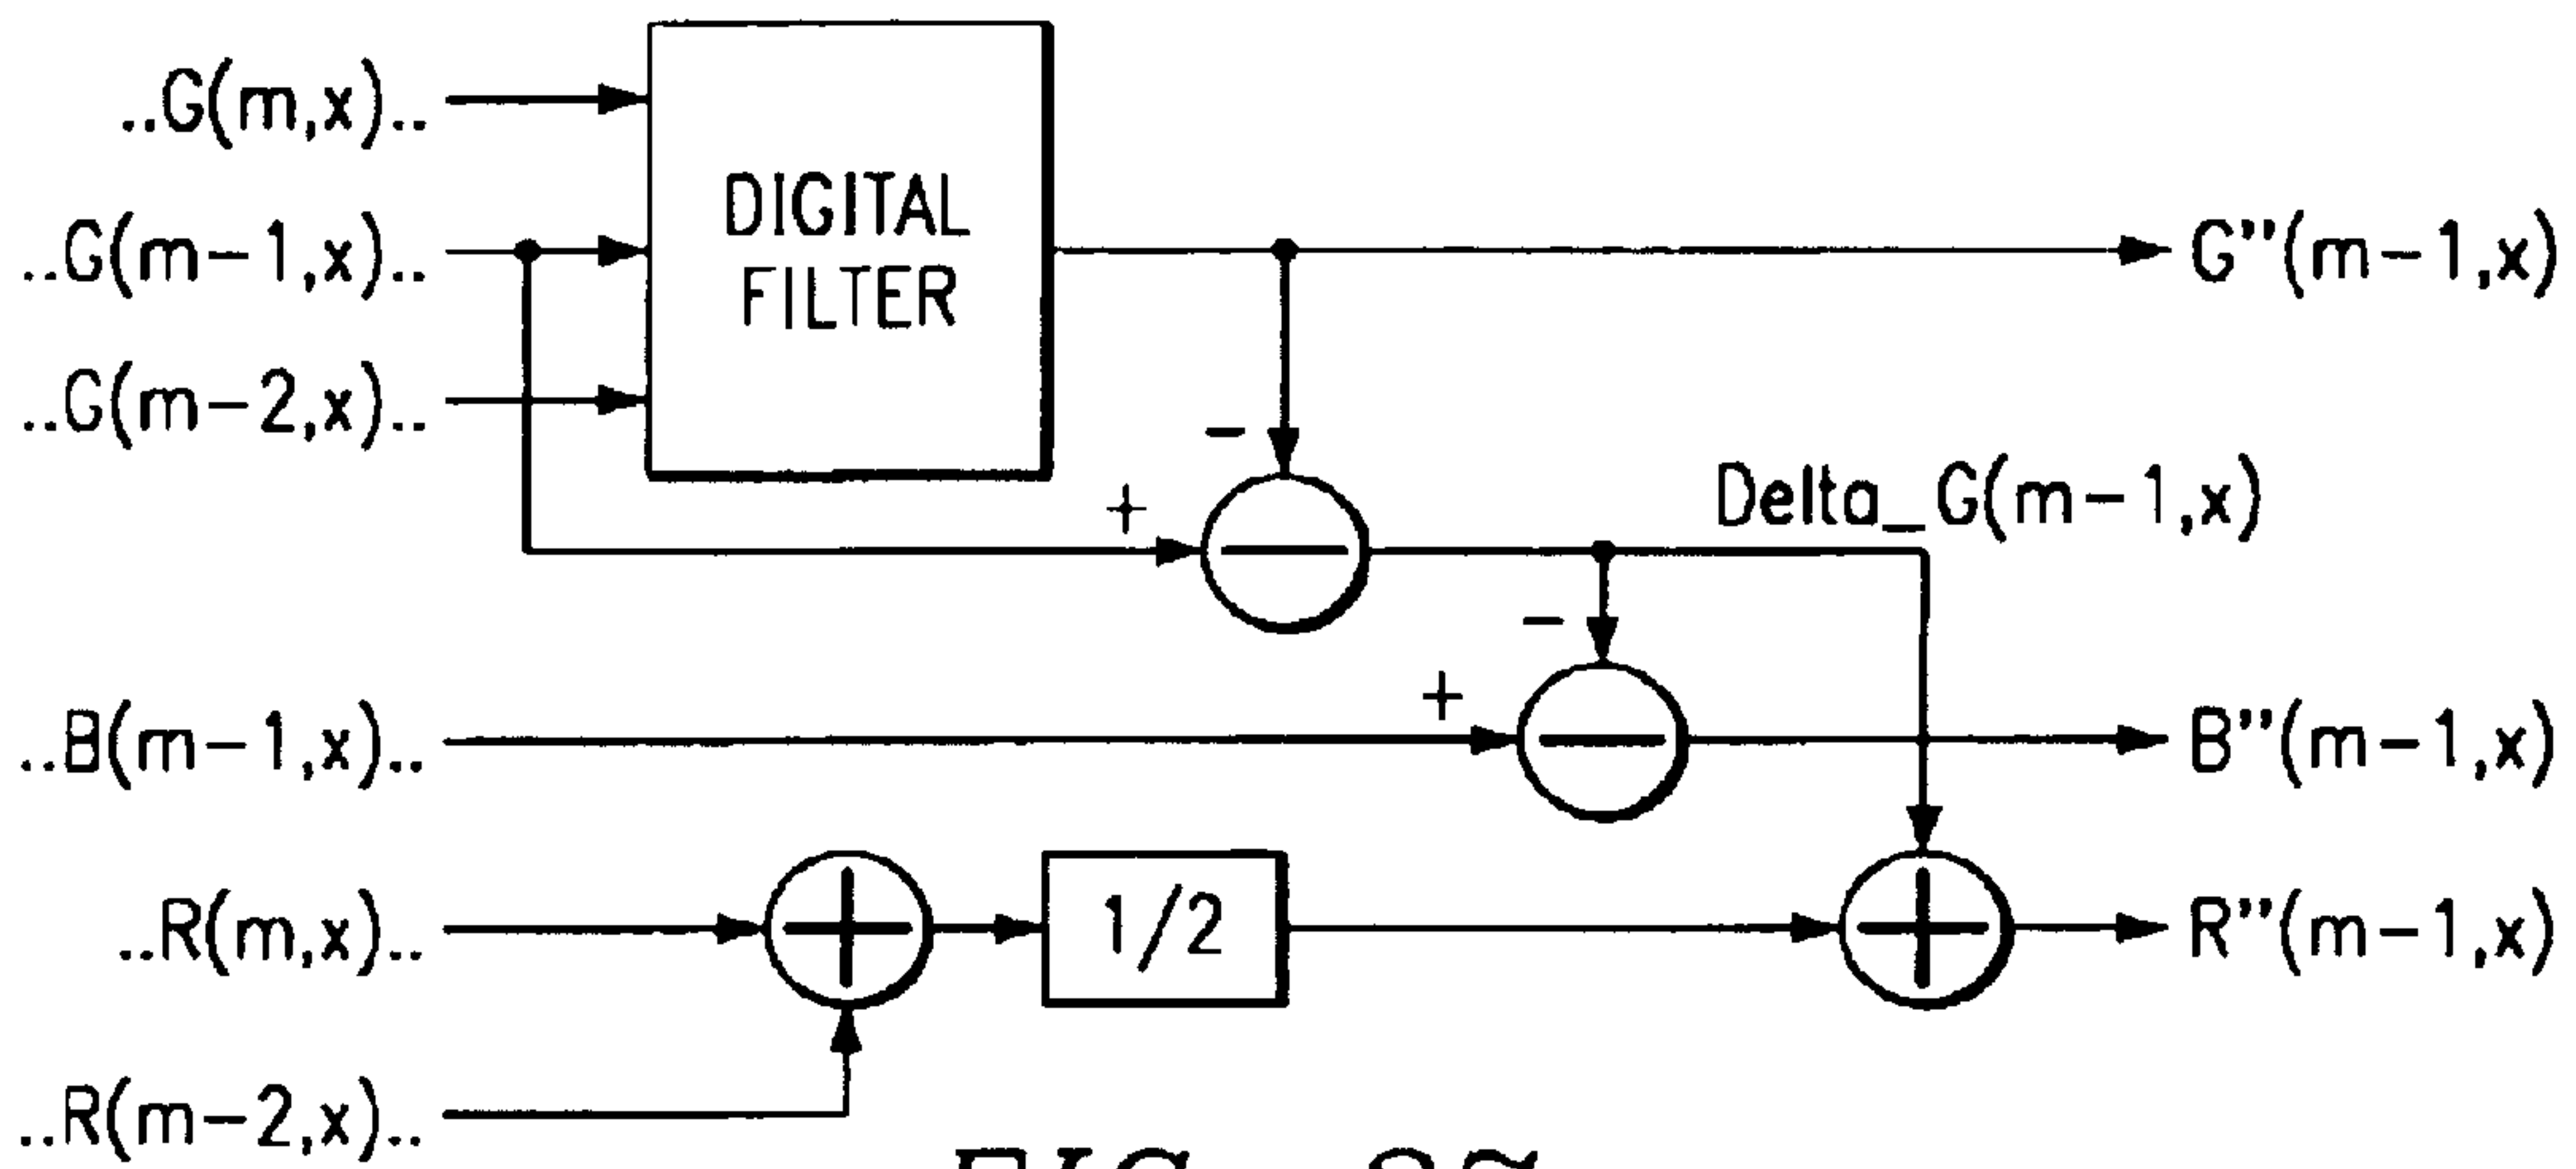 ..G(m,x)..
..G(m-1,x)..
..G(m-2,x)..
DIGITAL
FILTER
G''(m-1,x)
-
+
Delta_G(m-1,x)
-
+
..B(m-1,x)..
B''(m-1,x)
..R(m,x)..
1/2
R''(m-1,x)
..R(m-2,x)..